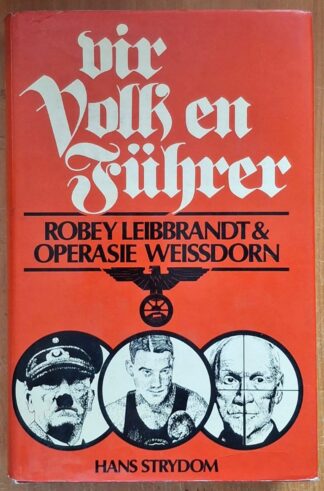 vir
Volk en
Führer
ROBEY LEIBBRANDT &
OPERASIE WEISSDORN
HANS STRYDOM